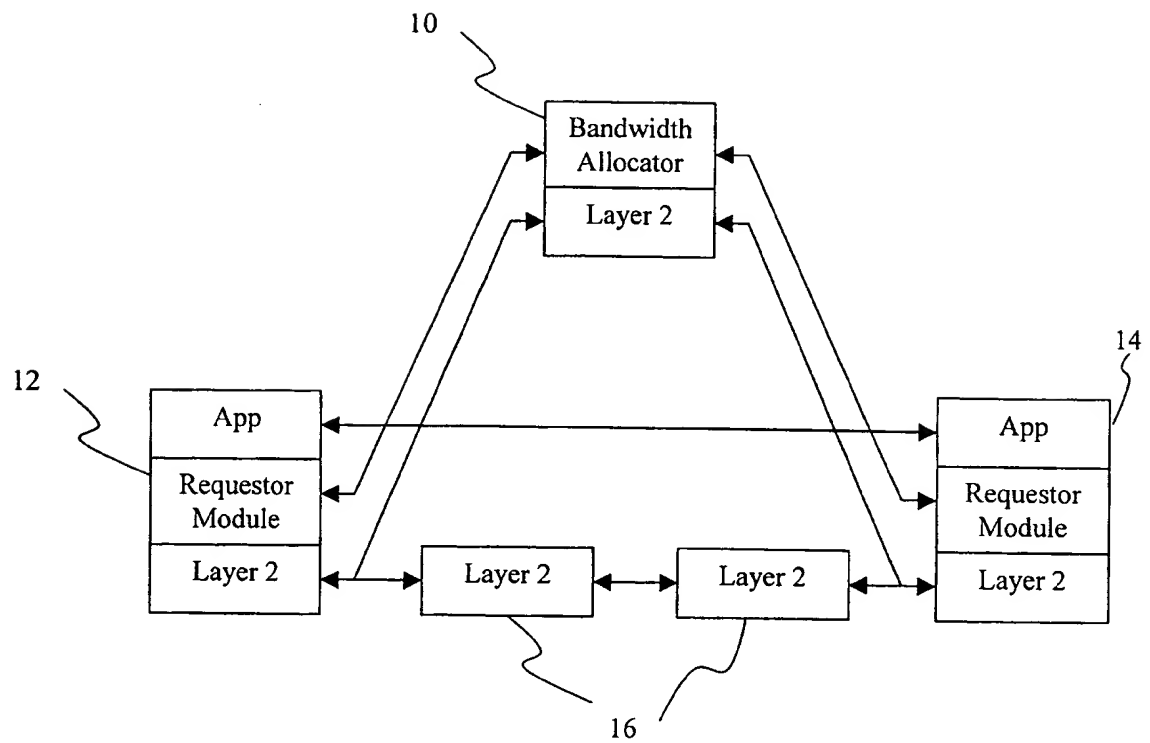 10
Bandwidth
Allocator
Layer 2
14
12
App
App
Requestor
Module
Requestor
Module
Layer 2
Layer 2
Layer 2
Layer 2
16